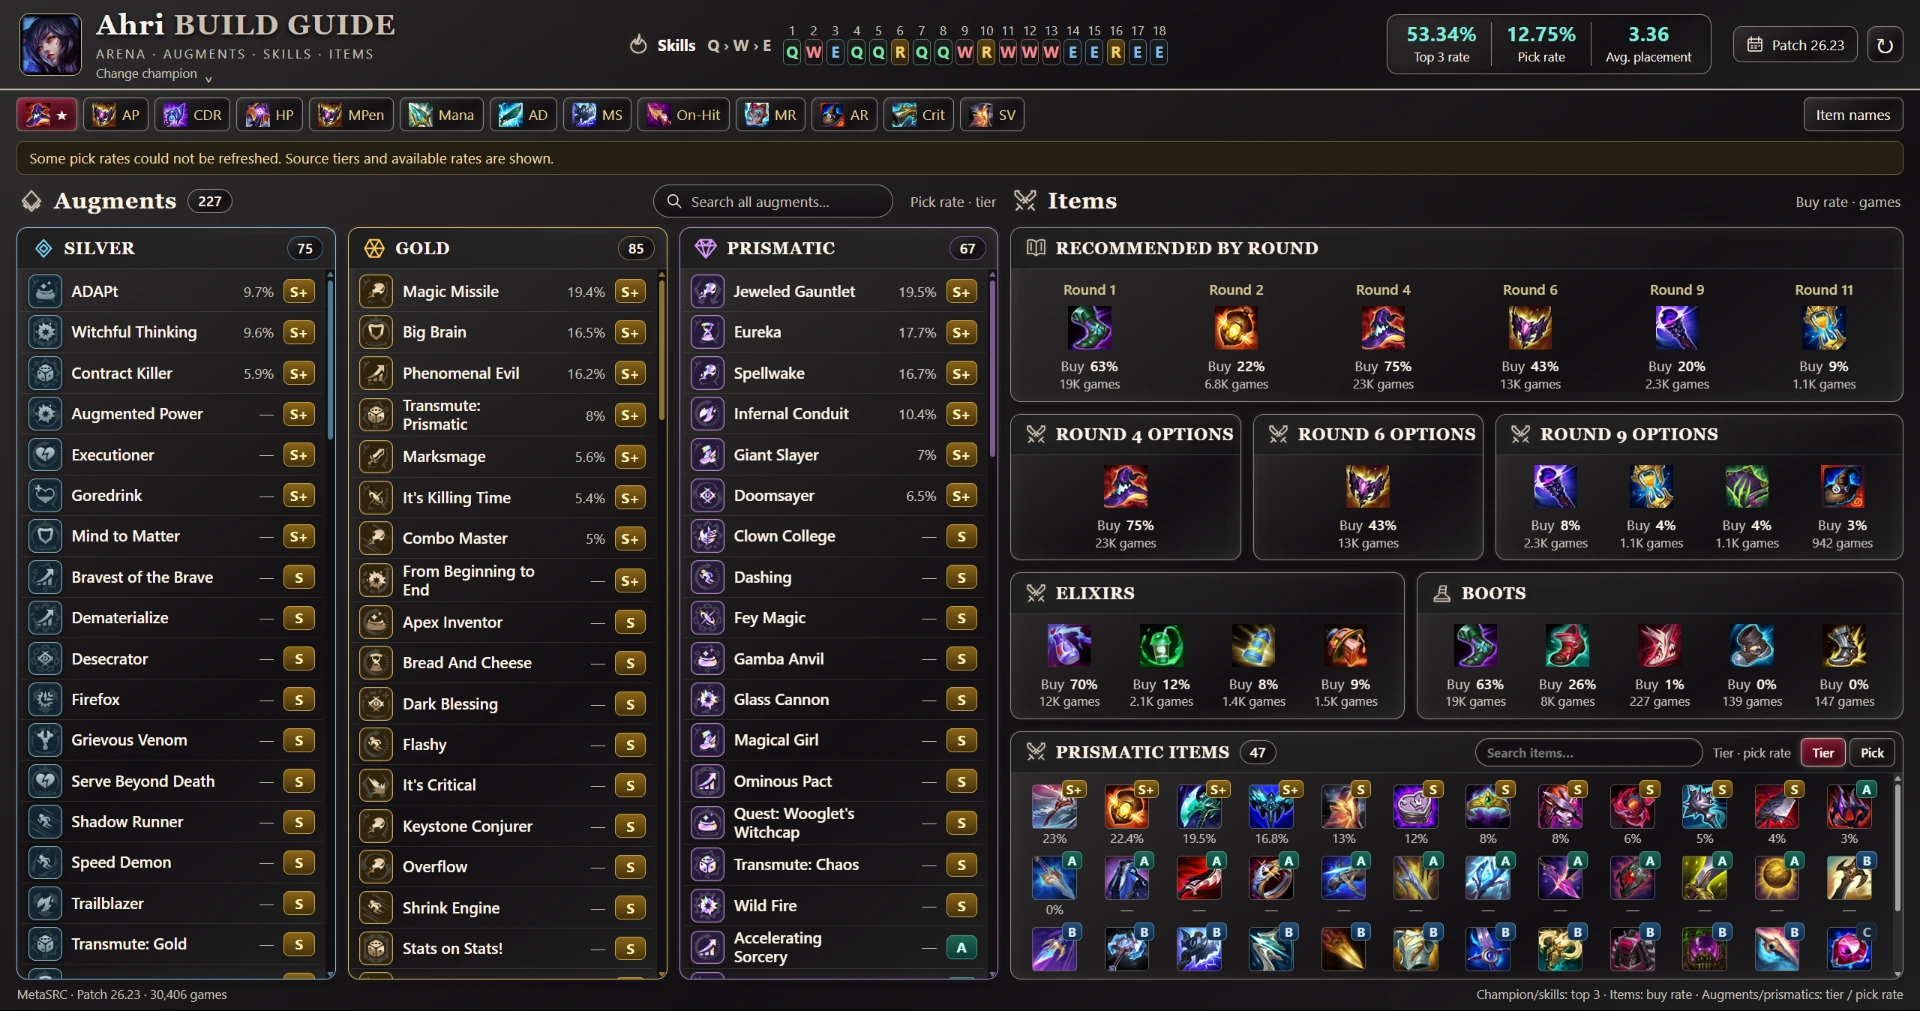 Ahri BUILD GUIDE
ARENA · AUGMENTS · SKILLS · ITEMS
Change champion
Skills Q › W › E
1 2 3 4 5 6 7 8 9 10 11 12 13 14 15 16 17 18
Q W E Q Q R Q Q W R W W W E E R E E
53.34% 12.75% 3.36
Top 3 rate Pick rate Avg. placement
Patch 26.23
★ AP CDR HP MPen Mana AD MS On-Hit MR AR Crit SV
Item names
Some pick rates could not be refreshed. Source tiers and available rates are shown.
Augments 227
Search all augments...
Pick rate · tier
SILVER 75
ADAPt 9.7% S+
Witchful Thinking 9.6% S+
Contract Killer 5.9% S+
Augmented Power — S+
Executioner — S+
Goredrink — S+
Mind to Matter — S+
Bravest of the Brave — S
Dematerialize — S
Desecrator — S
Firefox — S
Grievous Venom — S
Serve Beyond Death — S
Shadow Runner — S
Speed Demon — S
Trailblazer — S
Transmute: Gold — S
GOLD 85
Magic Missile 19.4% S+
Big Brain 16.5% S+
Phenomenal Evil 16.2% S+
Transmute:
Prismatic 8% S+
Marksmage 5.6% S+
It's Killing Time 5.4% S+
Combo Master 5% S+
From Beginning to
End — S+
Apex Inventor — S
Bread And Cheese — S
Dark Blessing — S
Flashy — S
It's Critical — S
Keystone Conjurer — S
Overflow — S
Shrink Engine — S
Stats on Stats! — S
PRISMATIC 67
Jeweled Gauntlet 19.5% S+
Eureka 17.7% S+
Spellwake 16.7% S+
Infernal Conduit 10.4% S+
Giant Slayer 7% S+
Doomsayer 6.5% S+
Clown College — S
Dashing — S
Fey Magic — S
Gamba Anvil — S
Glass Cannon — S
Magical Girl — S
Ominous Pact — S
Quest: Wooglet's
Witchcap — S
Transmute: Chaos — S
Wild Fire — S
Accelerating
Sorcery — A
Items
Buy rate · games
RECOMMENDED BY ROUND
Round 1 Round 2 Round 4 Round 6 Round 9 Round 11
Buy 63% Buy 22% Buy 75% Buy 43% Buy 20% Buy 9%
19K games 6.8K games 23K games 13K games 2.3K games 1.1K games
ROUND 4 OPTIONS
Buy 75%
23K games
ROUND 6 OPTIONS
Buy 43%
13K games
ROUND 9 OPTIONS
Buy 8% Buy 4% Buy 4% Buy 3%
2.3K games 1.1K games 1.1K games 942 games
ELIXIRS
Buy 70% Buy 12% Buy 8% Buy 9%
12K games 2.1K games 1.4K games 1.5K games
BOOTS
Buy 63% Buy 26% Buy 1% Buy 0% Buy 0%
19K games 8K games 227 games 139 games 147 games
PRISMATIC ITEMS 47
Search items...
Tier · pick rate
Tier Pick
S+ S+ S+ S+ S S S S S S S A
23% 22.4% 19.5% 16.8% 13% 12% 8% 8% 6% 5% 4% 3%
A A A A A A A A A A A B
0% — — — — — — — — — — —
B B B B B B B B B B B C
MetaSRC · Patch 26.23 · 30,406 games
Champion/skills: top 3 · Items: buy rate · Augments/prismatics: tier / pick rate